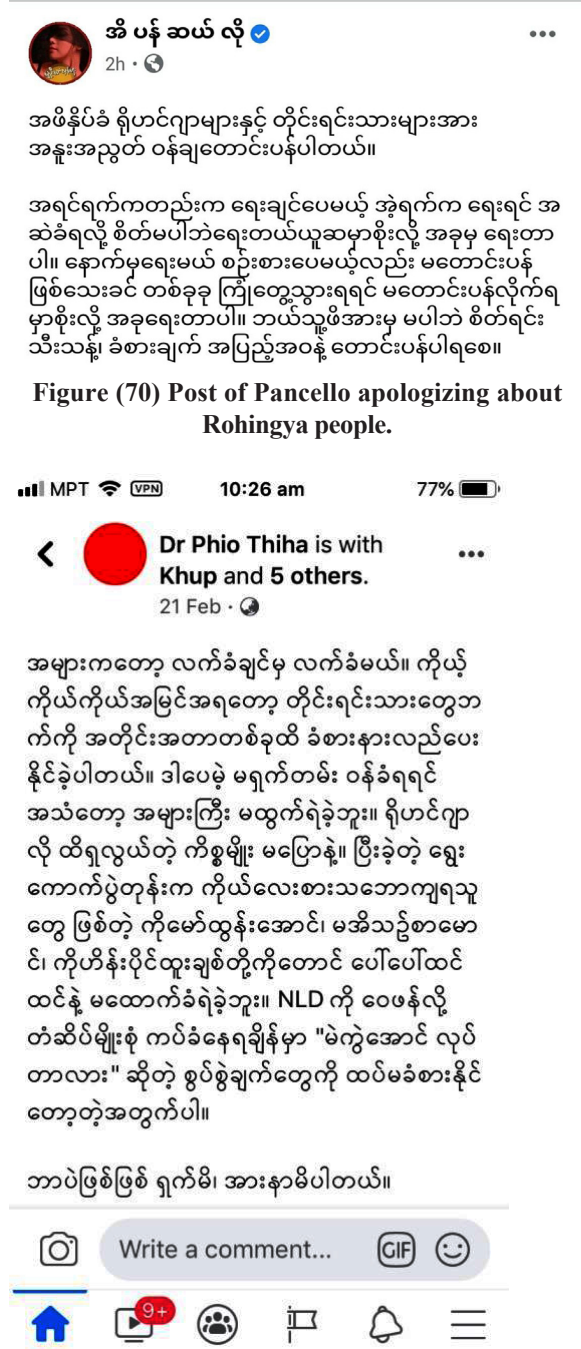 အိ ပန် ဆယ် လို
2h ·
အဖိနှိပ်ခံ ရိုဟင်ဂျာများနှင့် တိုင်းရင်းသားများအား
အနူးအညွတ် ဝန်ချတောင်းပန်ပါတယ်။
အရင်ရက်ကတည်းက ရေးချင်ပေမယ့် အဲ့ရက်က ရေးရင် အ
ဆဲခံရလို့ စိတ်မပါဘဲရေးတယ်ယူဆမှာစိုးလို့ အခုမှ ရေးတာ
ပါ။ နောက်မှရေးမယ် စဉ်းစားပေမယ့်လည်း မတောင်းပန်
ဖြစ်သေးခင် တစ်ခုခု ကြုံတွေ့သွားရရင် မတောင်းပန်လိုက်ရ
မှာစိုးလို့ အခုရေးတာပါ။ ဘယ်သူ့ဖိအားမှ မပါဘဲ စိတ်ရင်း
သီးသန့်၊ ခံစားချက် အပြည့်အဝနဲ့ တောင်းပန်ပါရစေ။
Figure (70) Post of Pancello apologizing about
Rohingya people.
MPT VPN 10:26 am 77%
Dr Phio Thiha is with
Khup and 5 others.
21 Feb ·
အများကတော့ လက်ခံချင်မှ လက်ခံမယ်။ ကိုယ့်
ကိုယ်ကိုယ်အမြင်အရတော့ တိုင်းရင်းသားတွေဘ
က်ကို အတိုင်းအတာတစ်ခုထိ ခံစားနားလည်ပေး
နိုင်ခဲ့ပါတယ်။ ဒါပေမဲ့ မရှက်တမ်း ဝန်ခံရရင်
အသံတော့ အများကြီး မထွက်ရဲခဲ့ဘူး။ ရိုဟင်ဂျာ
လို ထိရှလွယ်တဲ့ ကိစ္စမျိုး မပြောနဲ့။ ပြီးခဲ့တဲ့ ရွေး
ကောက်ပွဲတုန်းက ကိုယ်လေးစားသဘောကျရသူ
တွေ ဖြစ်တဲ့ ကိုမော်ထွန်းအောင်၊ မအိသဉ်စာမော
င်၊ ကိုဟိန်းပိုင်ထူးချစ်တို့ကိုတောင် ပေါ်ပေါ်ထင်
ထင်နဲ့ မထောက်ခံရဲခဲ့ဘူး။ NLD ကို ဝေဖန်လို့
တံဆိပ်မျိုးစုံ ကပ်ခံနေရချိန်မှာ "မဲကွဲအောင် လုပ်
တာလား" ဆိုတဲ့ စွပ်စွဲချက်တွေကို ထပ်မခံစားနိုင်
တော့တဲ့အတွက်ပါ။
ဘာပဲဖြစ်ဖြစ် ရှက်မိ၊ အားနာမိပါတယ်။
Write a comment... GIF
9+